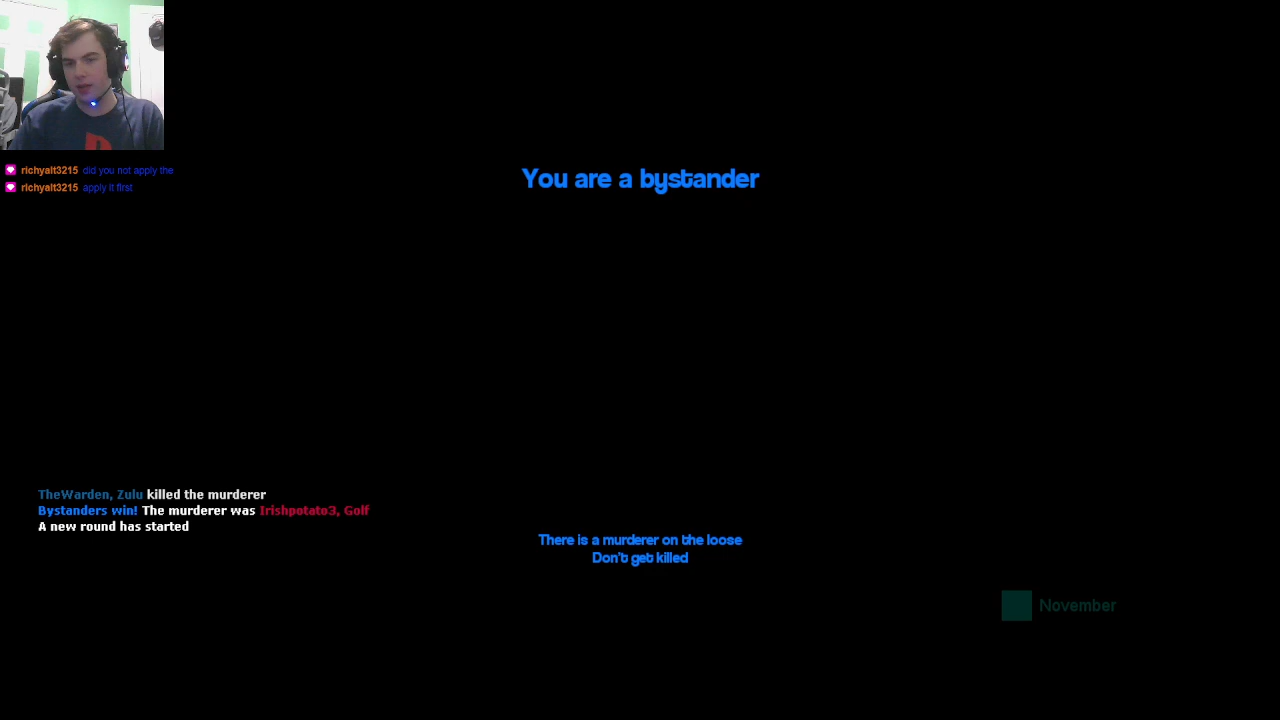 richyalt3215 did you not apply the
richyalt3215 apply it first
You are a bystander
TheWarden, Zulu killed the murderer
Bystanders win! The murderer was Irishpotato3, Golf
A new round has started
There is a murderer on the loose
Don't get killed
November